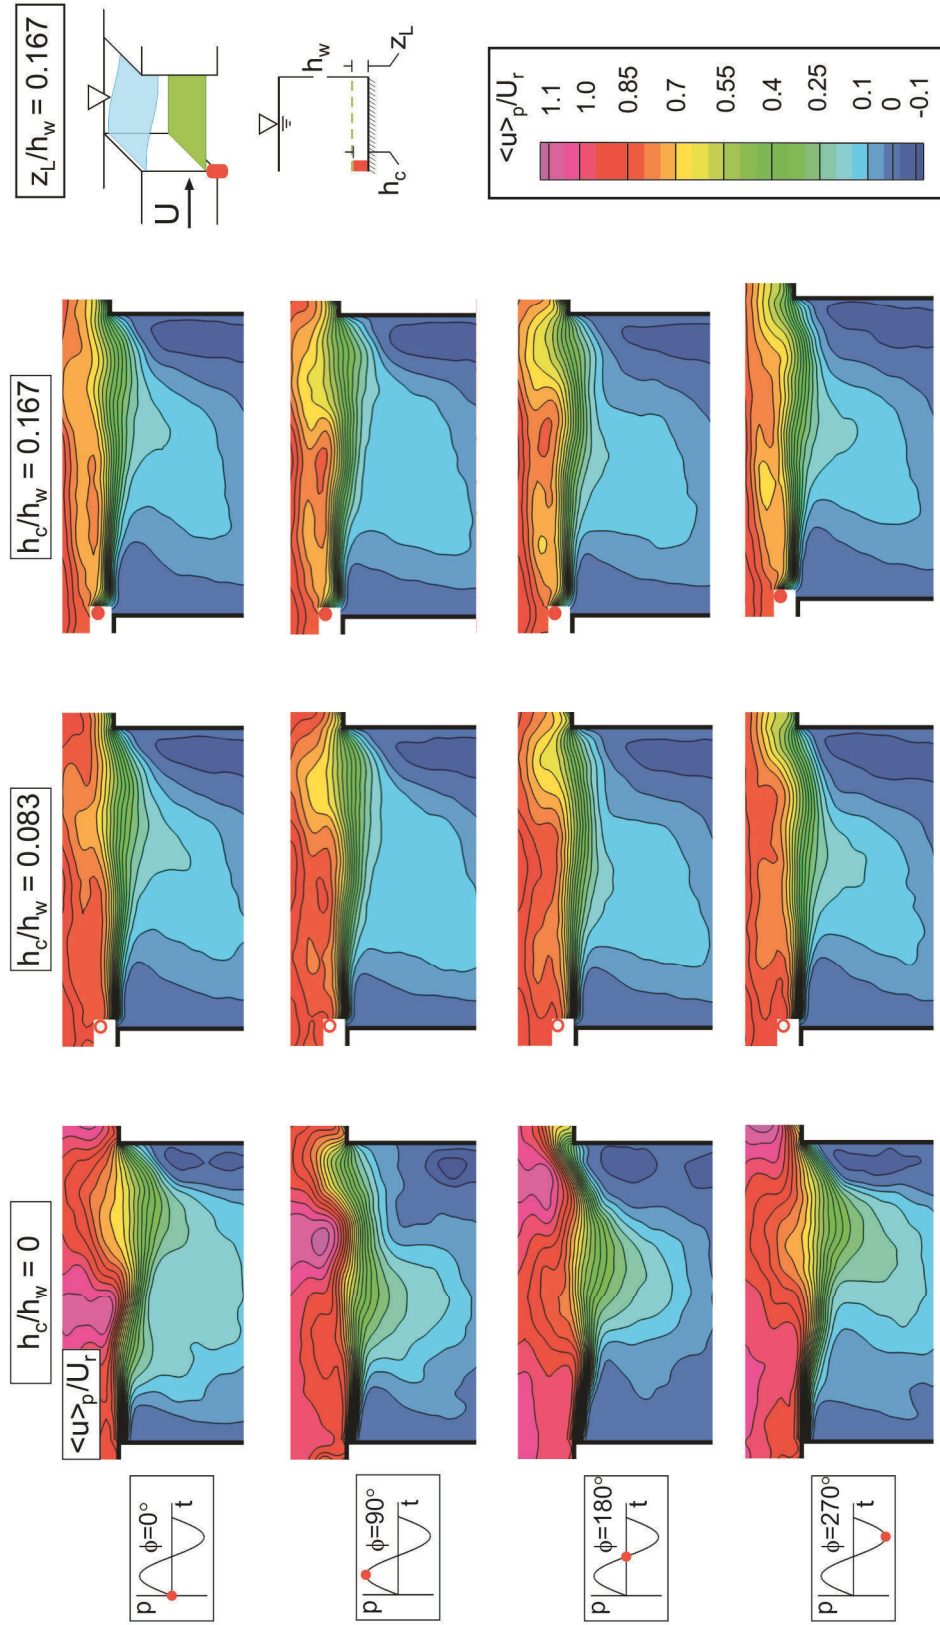 h_c/h_w = 0
h_c/h_w = 0.083
h_c/h_w = 0.167
z_L/h_w = 0.167
<u>_p/U_r
p
ϕ=0°
t
p
ϕ=90°
t
p
ϕ=180°
t
p
ϕ=270°
t
U
h_w
h_c
z_L
<u>_p/U_r
1.1
1.0
0.85
0.7
0.55
0.4
0.25
0.1
0
-0.1